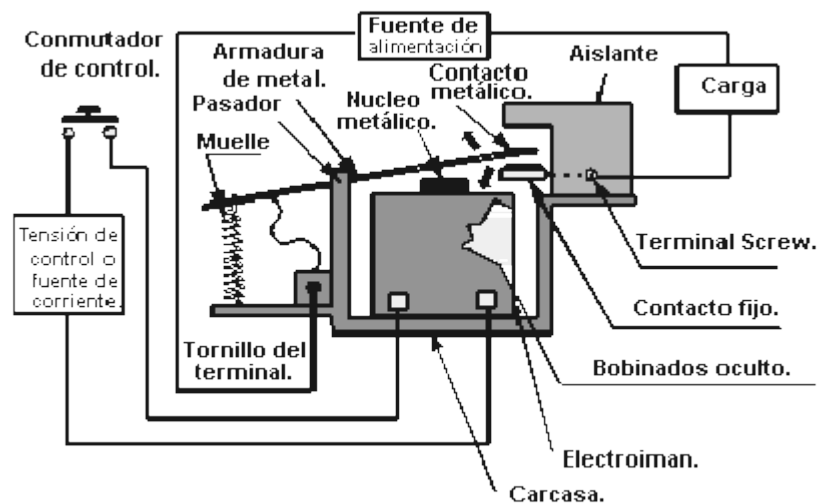 Fuente de
alimentación
Conmutador
de control.
Armadura
de metal.
Pasador
Contacto
metálico.
Aislante
Carga
Nucleo
metálico.
Muelle
Tensión de
control o
fuente de
corriente.
Terminal Screw.
Contacto fijo.
Tornillo del
terminal.
Bobinados oculto.
Electroiman.
Carcasa.